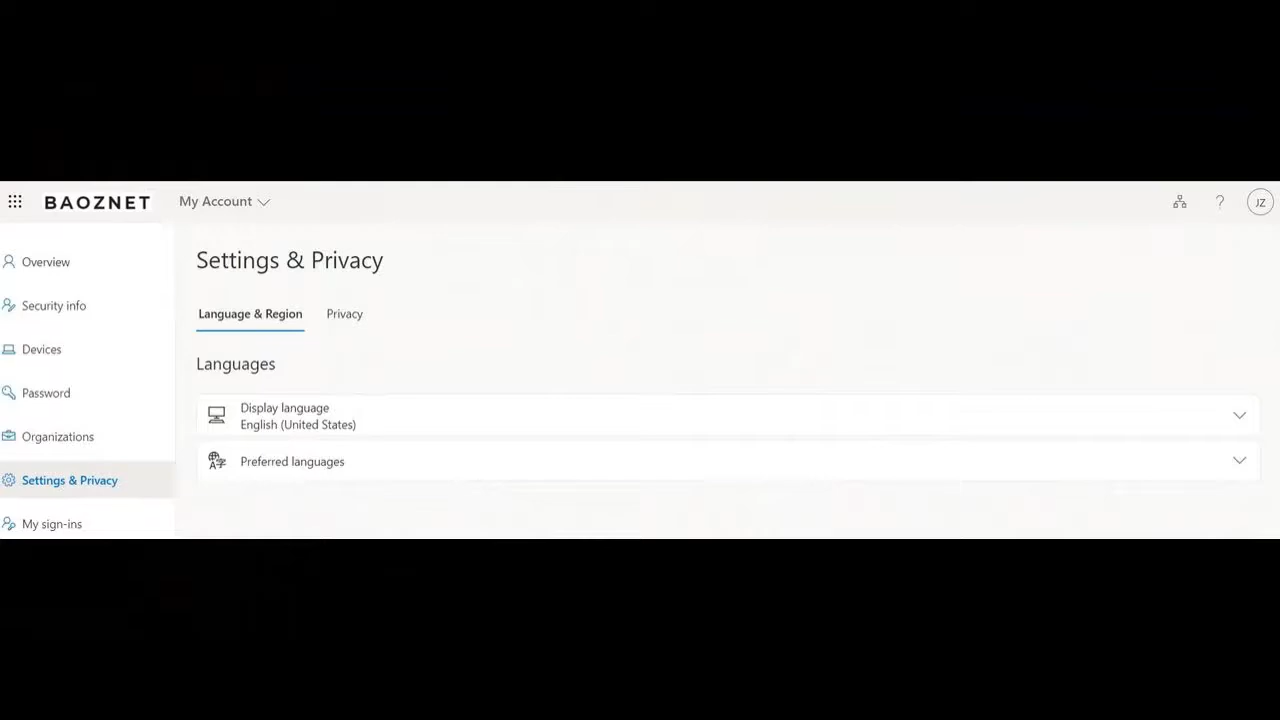 BAOZNET My Account ? JZ
Overview
Security info
Devices
Password
Organizations
Settings & Privacy
My sign-ins
Settings & Privacy
Language & Region Privacy
Languages
Display language
English (United States)
Preferred languages